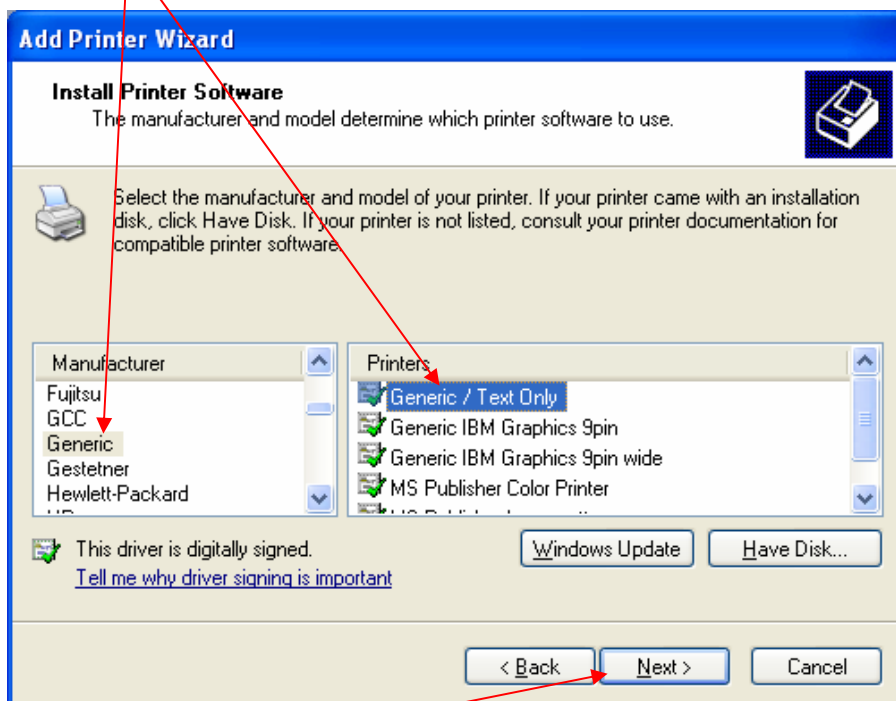 Add Printer Wizard
Install Printer Software
The manufacturer and model determine which printer software to use.
Select the manufacturer and model of your printer. If your printer came with an installation
disk, click Have Disk. If your printer is not listed, consult your printer documentation for
compatible printer software.
Manufacturer
Fujitsu
GCC
Generic
Gestetner
Hewlett-Packard
Printers
Generic / Text Only
Generic IBM Graphics 9pin
Generic IBM Graphics 9pin wide
MS Publisher Color Printer
This driver is digitally signed.
Tell me why driver signing is important
Windows Update
Have Disk...
< Back
Next >
Cancel